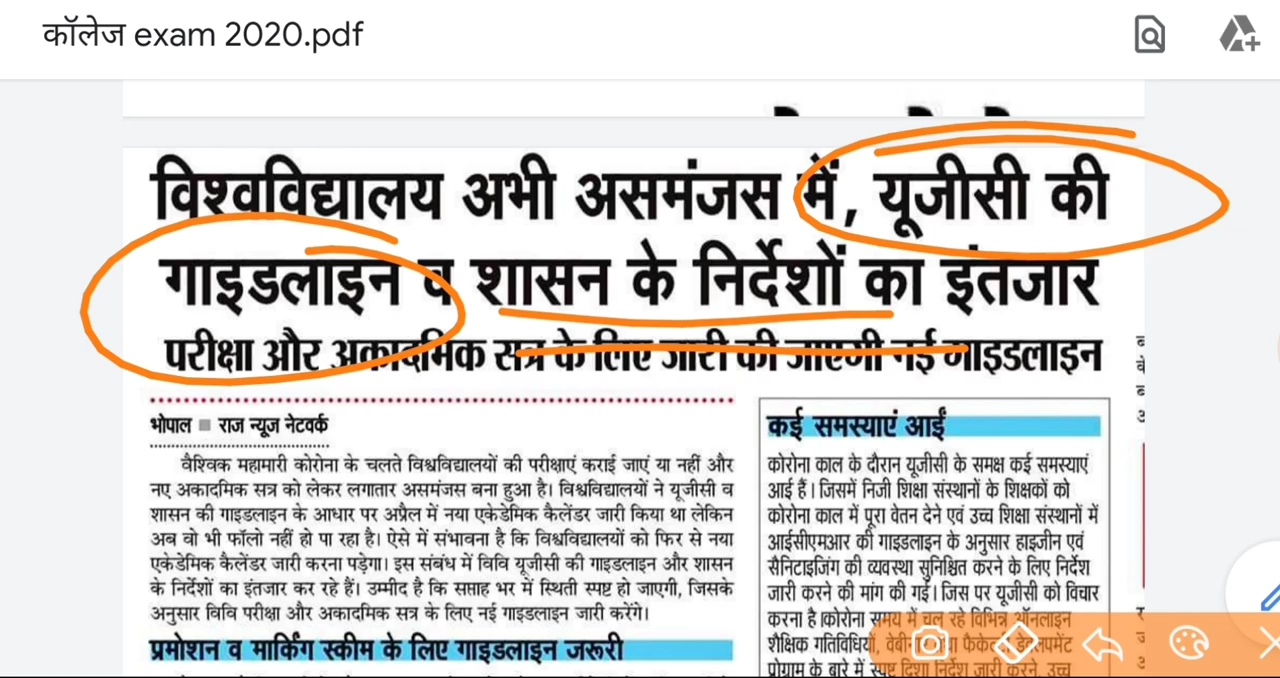 कॉलेज exam 2020.pdf
विश्वविद्यालय अभी असमंजस में, यूजीसी की
गाइडलाइन व शासन के निर्देशों का इंतजार
परीक्षा और अकादमिक सत्र के लिए जारी की जाएगी नई गाइडलाइन
भोपाल राज न्यूज नेटवर्क
वैश्विक महामारी कोरोना के चलते विश्वविद्यालयों की परीक्षाएं कराई जाएं या नहीं और
नए अकादमिक सत्र को लेकर लगातार असमंजस बना हुआ है। विश्वविद्यालयों ने यूजीसी व
शासन की गाइडलाइन के आधार पर अप्रैल में नया एकेडेमिक कैलेंडर जारी किया था लेकिन
अब वो भी फॉलो नहीं हो पा रहा है। ऐसे में संभावना है कि विश्वविद्यालयों को फिर से नया
एकेडेमिक कैलेंडर जारी करना पड़ेगा। इस संबंध में विवि यूजीसी की गाइडलाइन और शासन
के निर्देशों का इंतजार कर रहे हैं। उम्मीद है कि सप्ताह भर में स्थिती स्पष्ट हो जाएगी, जिसके
अनुसार विवि परीक्षा और अकादमिक सत्र के लिए नई गाइडलाइन जारी करेंगे।
प्रमोशन व मार्किंग स्कीम के लिए गाइडलाइन जरूरी
कई समस्याएं आईं
कोरोना काल के दौरान यूजीसी के समक्ष कई समस्याएं
आई हैं। जिसमें निजी शिक्षा संस्थानों के शिक्षकों को
कोरोना काल में पूरा वेतन देने एवं उच्च शिक्षा संस्थानों में
आईसीएमआर की गाइडलाइन के अनुसार हाइजीन एवं
सैनिटाइजिंग की व्यवस्था सुनिश्चित करने के लिए निर्देश
जारी करने की मांग की गई। जिस पर यूजीसी को विचार
करना है।कोरोना समय में चल रहे विभिन्न ऑनलाइन
शैक्षिक गतिविधियों,
प्रोग्राम के बारे में स्पष्ट दिशा निर्देश जारी करने, उच्च